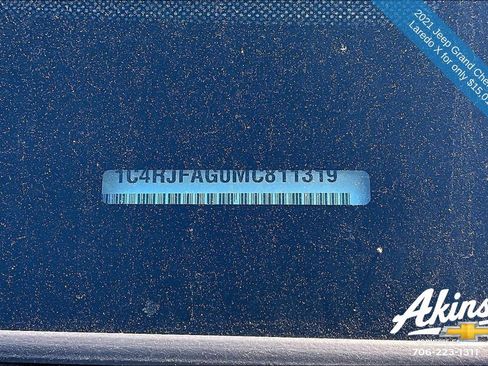 2021 Jeep Grand Che
Laredo X for only $15,0
1C4RJFAG0MC811319
Akins
706-223-1311